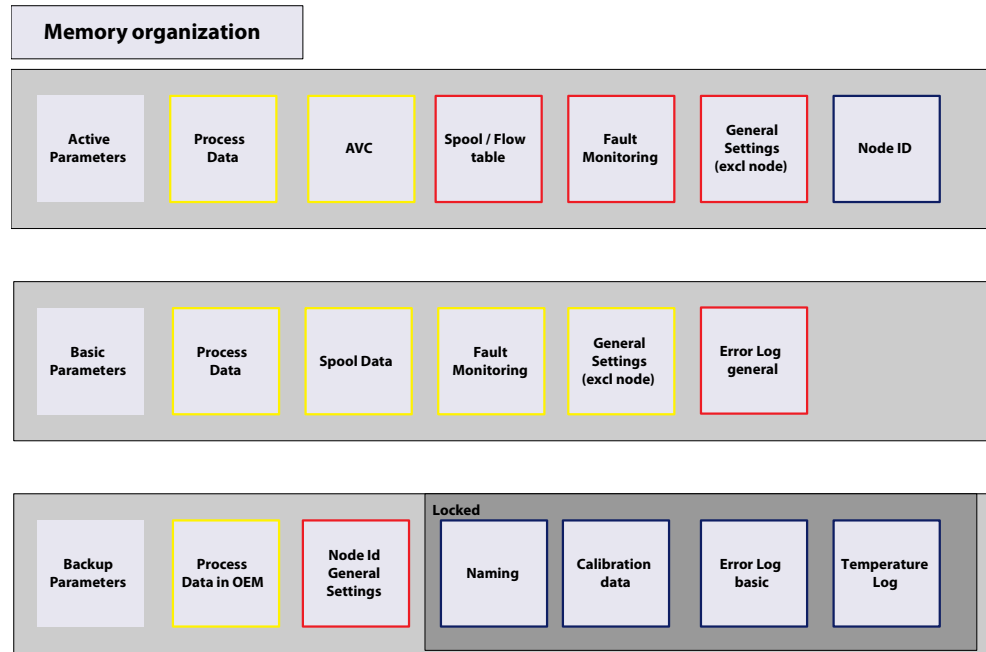 Memory organization
Active
Parameters
Process
Data
AVC
Spool / Flow
table
Fault
Monitoring
General
Settings
(excl node)
Node ID
Basic
Parameters
Process
Data
Spool Data
Fault
Monitoring
General
Settings
(excl node)
Error Log
general
Backup
Parameters
Process
Data in OEM
Node Id
General
Settings
Locked
Naming
Calibration
data
Error Log
basic
Temperature
Log